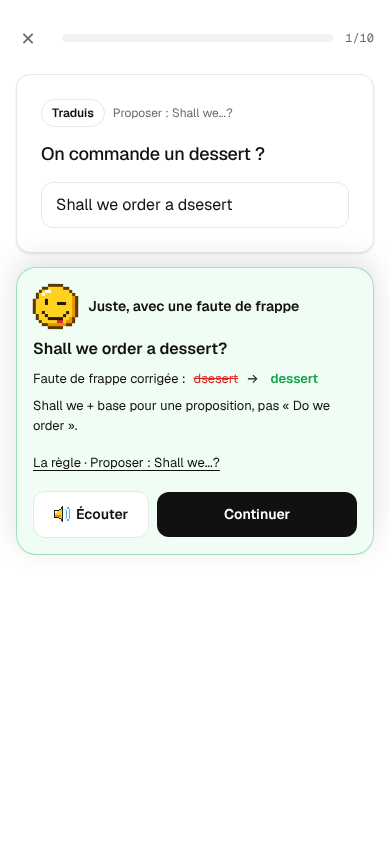 1/10
Traduis Proposer : Shall we…?
On commande un dessert ?
Shall we order a dsesert
Juste, avec une faute de frappe
Shall we order a dessert?
Faute de frappe corrigée : dsesert → dessert
Shall we + base pour une proposition, pas « Do we
order ».
La règle · Proposer : Shall we…?
Écouter Continuer